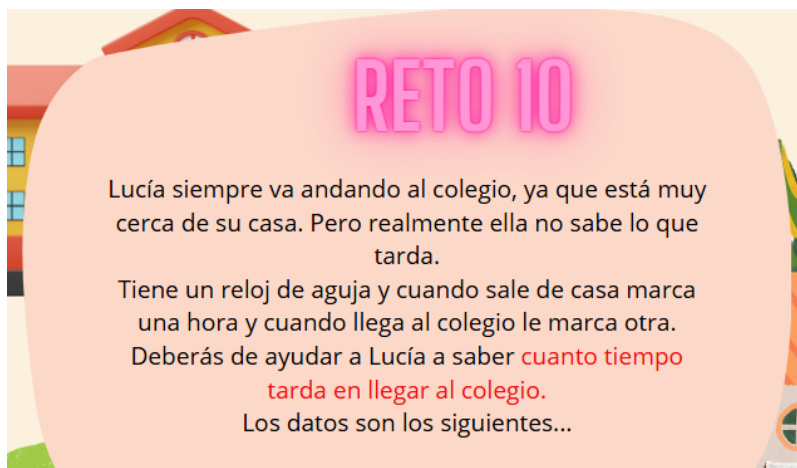 RETO 10
Lucía siempre va andando al colegio, ya que está muy
cerca de su casa. Pero realmente ella no sabe lo que
tarda.
Tiene un reloj de aguja y cuando sale de casa marca
una hora y cuando llega al colegio le marca otra.
Deberás de ayudar a Lucía a saber cuanto tiempo
tarda en llegar al colegio.
Los datos son los siguientes...